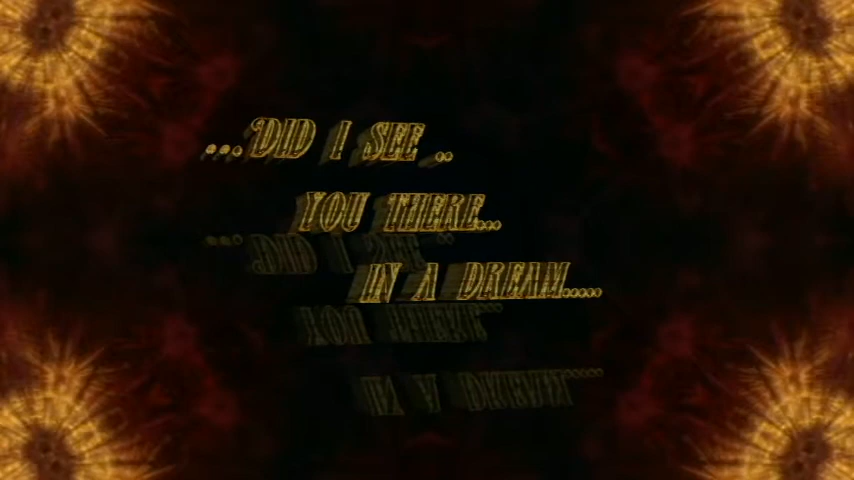 ...DID I SEE ..
YOU THERE...
IN A DREAM.....